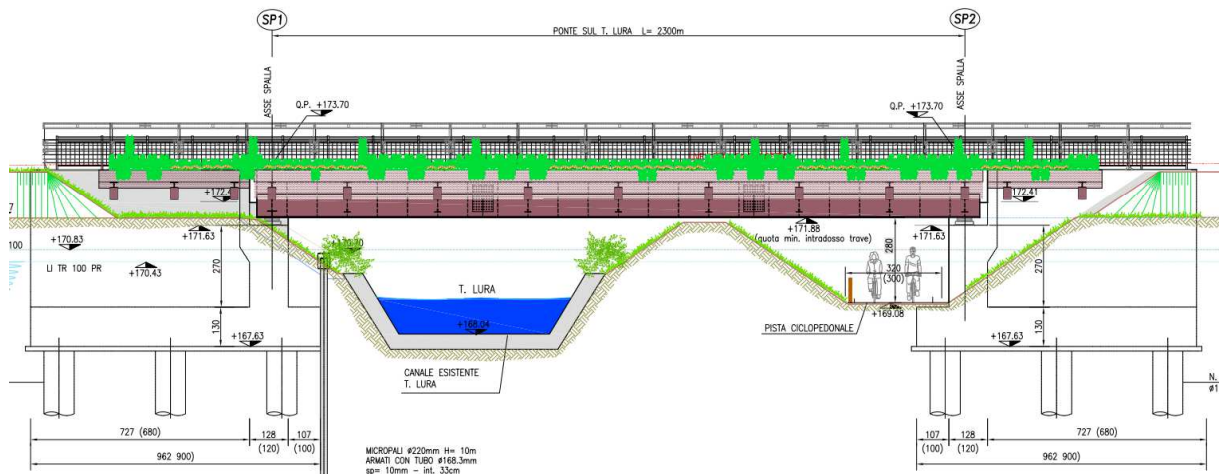 SP1
SP2
PONTE SUL T. LURA L= 2300m
ASSE SPALLA
ASSE SPALLA
Q.P. +173.70
Q.P. +173.70
+172.4
172.41
+171.88
(quota min. intradosso trave)
+171.63
+171.63
+170.83
100
LI TR 100 PR
+170.43
270
280
320
(300)
270
T. LURA
+168.04
+169.08
PISTA CICLOPEDONALE
130
130
+167.63
+167.63
CANALE ESISTENTE
T. LURA
N.
727 (680)
128
(120)
107
(100)
107
(100)
128
(120)
727 (680)
962 900)
962 900)
MICROPALI ø220mm H= 10m
ARMATI CON TUBO ø168.3mm
sp= 10mm – int. 33cm